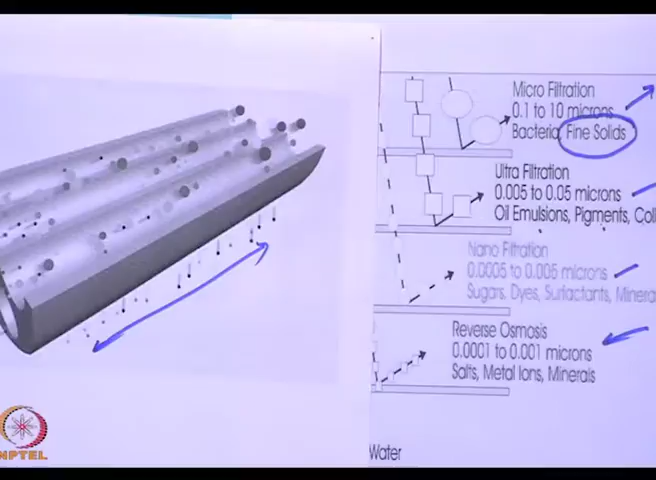 Micro Filtration
0.1 to 10 microns
Bacteria, Fine Solids
Ultra Filtration
0.005 to 0.05 microns
Oil Emulsions, Pigments,
Nano Filtration
0.0005 to 0.005 microns
Sugars, Dyes, Surfactants,
Reverse Osmosis
0.0001 to 0.001 microns
Salts, Metal Ions, Minerals
Water
NPTEL